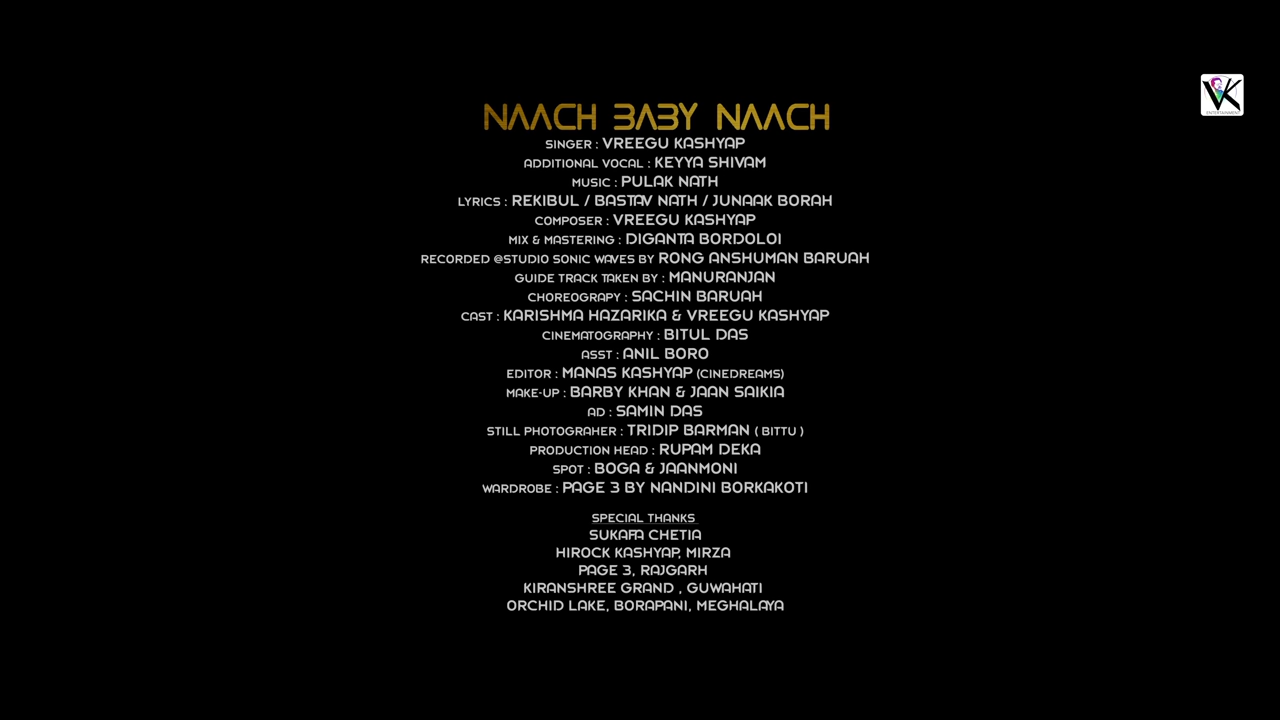 NAACH BABY NAACH
VK
ENTERTAINMENT
SINGER : VREEGU KASHYAP
ADDITIONAL VOCAL : KEYYA SHIVAM
MUSIC : PULAK NATH
LYRICS : REKIBUL / BASTAV NATH / JUNAAK BORAH
COMPOSER : VREEGU KASHYAP
MIX & MASTERING : DIGANTA BORDOLOI
RECORDED @STUDIO SONIC WAVES BY RONG ANSHUMAN BARUAH
GUIDE TRACK TAKEN BY : MANURANJAN
CHOREOGRAPY : SACHIN BARUAH
CAST : KARISHMA HAZARIKA & VREEGU KASHYAP
CINEMATOGRAPHY : BITUL DAS
ASST : ANIL BORO
EDITOR : MANAS KASHYAP (CINEDREAMS)
MAKE-UP : BARBY KHAN & JAAN SAIKIA
AD : SAMIN DAS
STILL PHOTOGRAHER : TRIDIP BARMAN ( BITTU )
PRODUCTION HEAD : RUPAM DEKA
SPOT : BOGA & JAANMONI
WARDROBE : PAGE 3 BY NANDINI BORKAKOTI
SPECIAL THANKS
SUKAFA CHETIA
HIROCK KASHYAP, MIRZA
PAGE 3, RAJGARH
KIRANSHREE GRAND , GUWAHATI
ORCHID LAKE, BORAPANI, MEGHALAYA